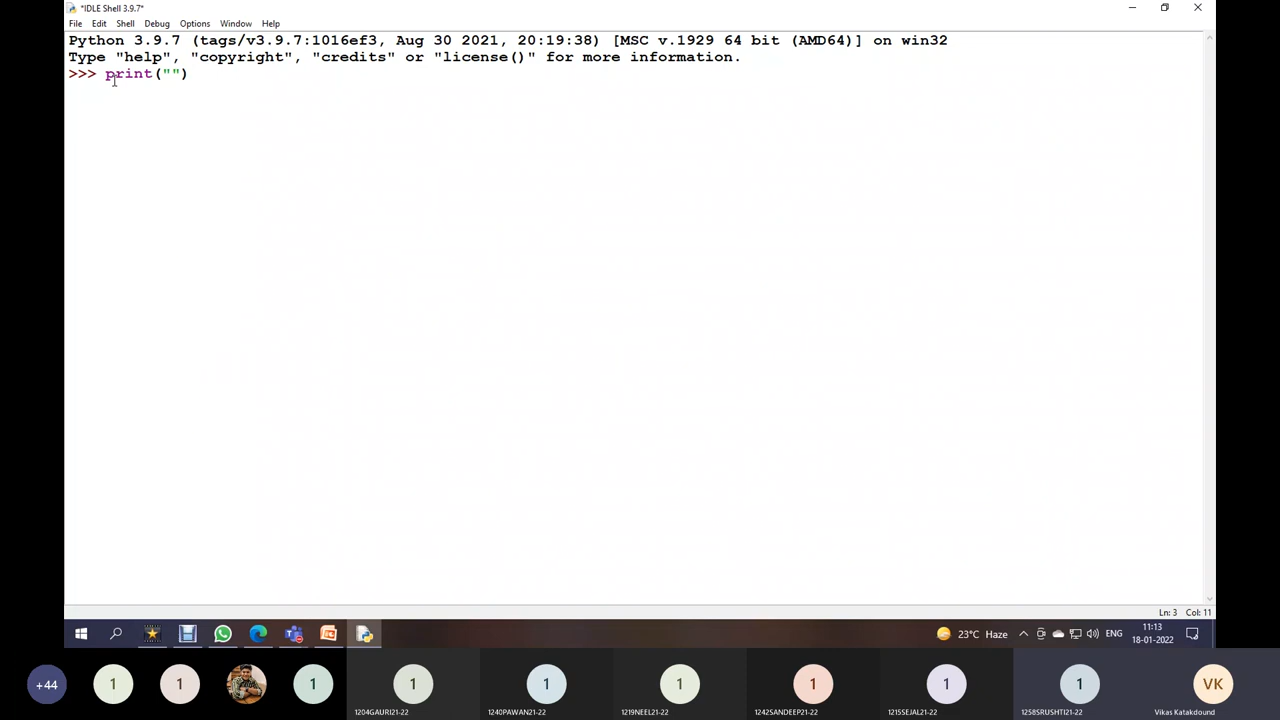 *IDLE Shell 3.9.7*
File Edit Shell Debug Options Window Help
Python 3.9.7 (tags/v3.9.7:1016ef3, Aug 30 2021, 20:19:38) [MSC v.1929 64 bit (AMD64)] on win32
Type "help", "copyright", "credits" or "license()" for more information.
>>> print("")
Ln: 3 Col: 11
23°C Haze ENG 11:13
18-01-2022
+44 1 1 1 1 1 1 1 1 1 VK
1204GAURI21-22 1240PAWAN21-22 1219NEEL21-22 1242SANDEEP21-22 1215SEJAL21-22 1258SRUSHTI21-22 Vikas Katakdound